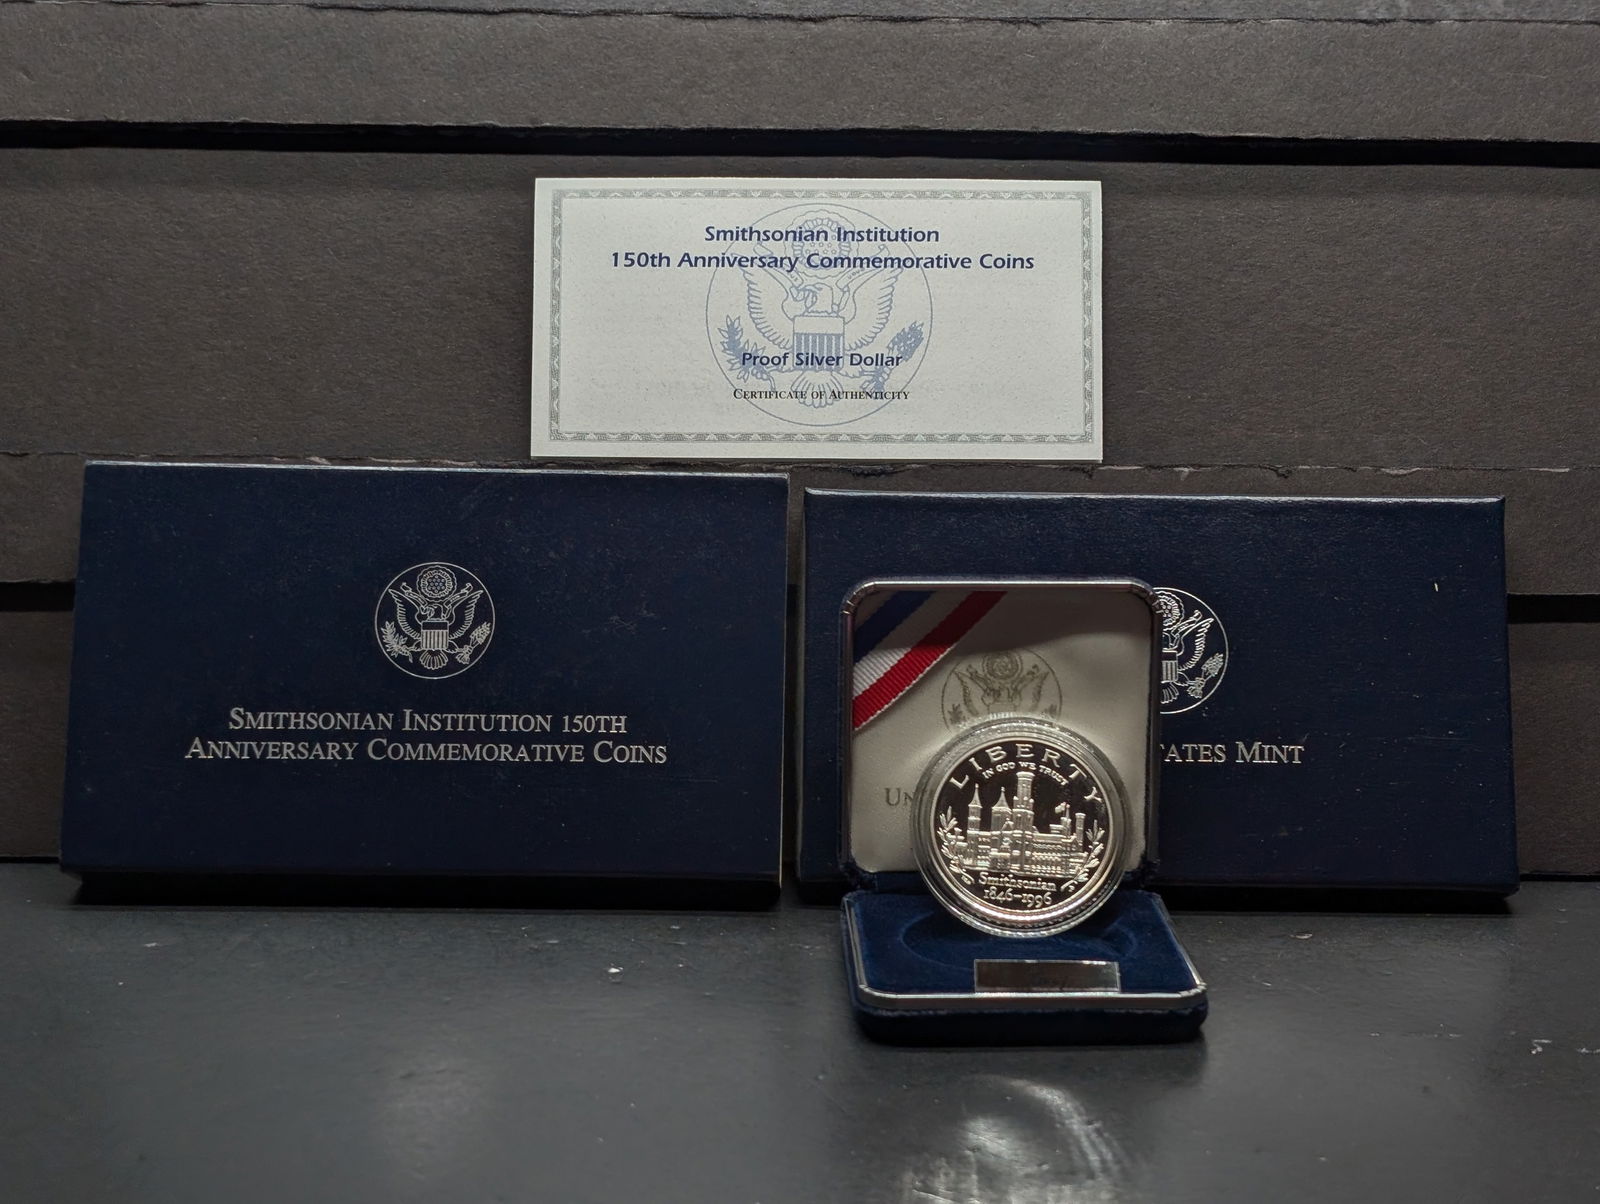 Smithsonian Institution
150th Anniversary Commemorative Coins
Proof Silver Dollar
CERTIFICATE OF AUTHENTICITY
SMITHSONIAN INSTITUTION 150TH
ANNIVERSARY COMMEMORATIVE COINS
MINT
LIBERTY
IN GOD WE TRUST
Smithsonian
1846-1996